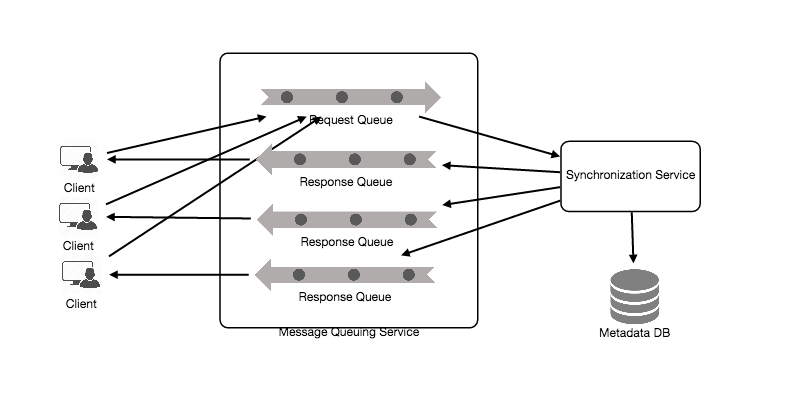 Request Queue
Client
Response Queue
Synchronization Service
Client
Response Queue
Client
Response Queue
Message Queuing Service
Metadata DB